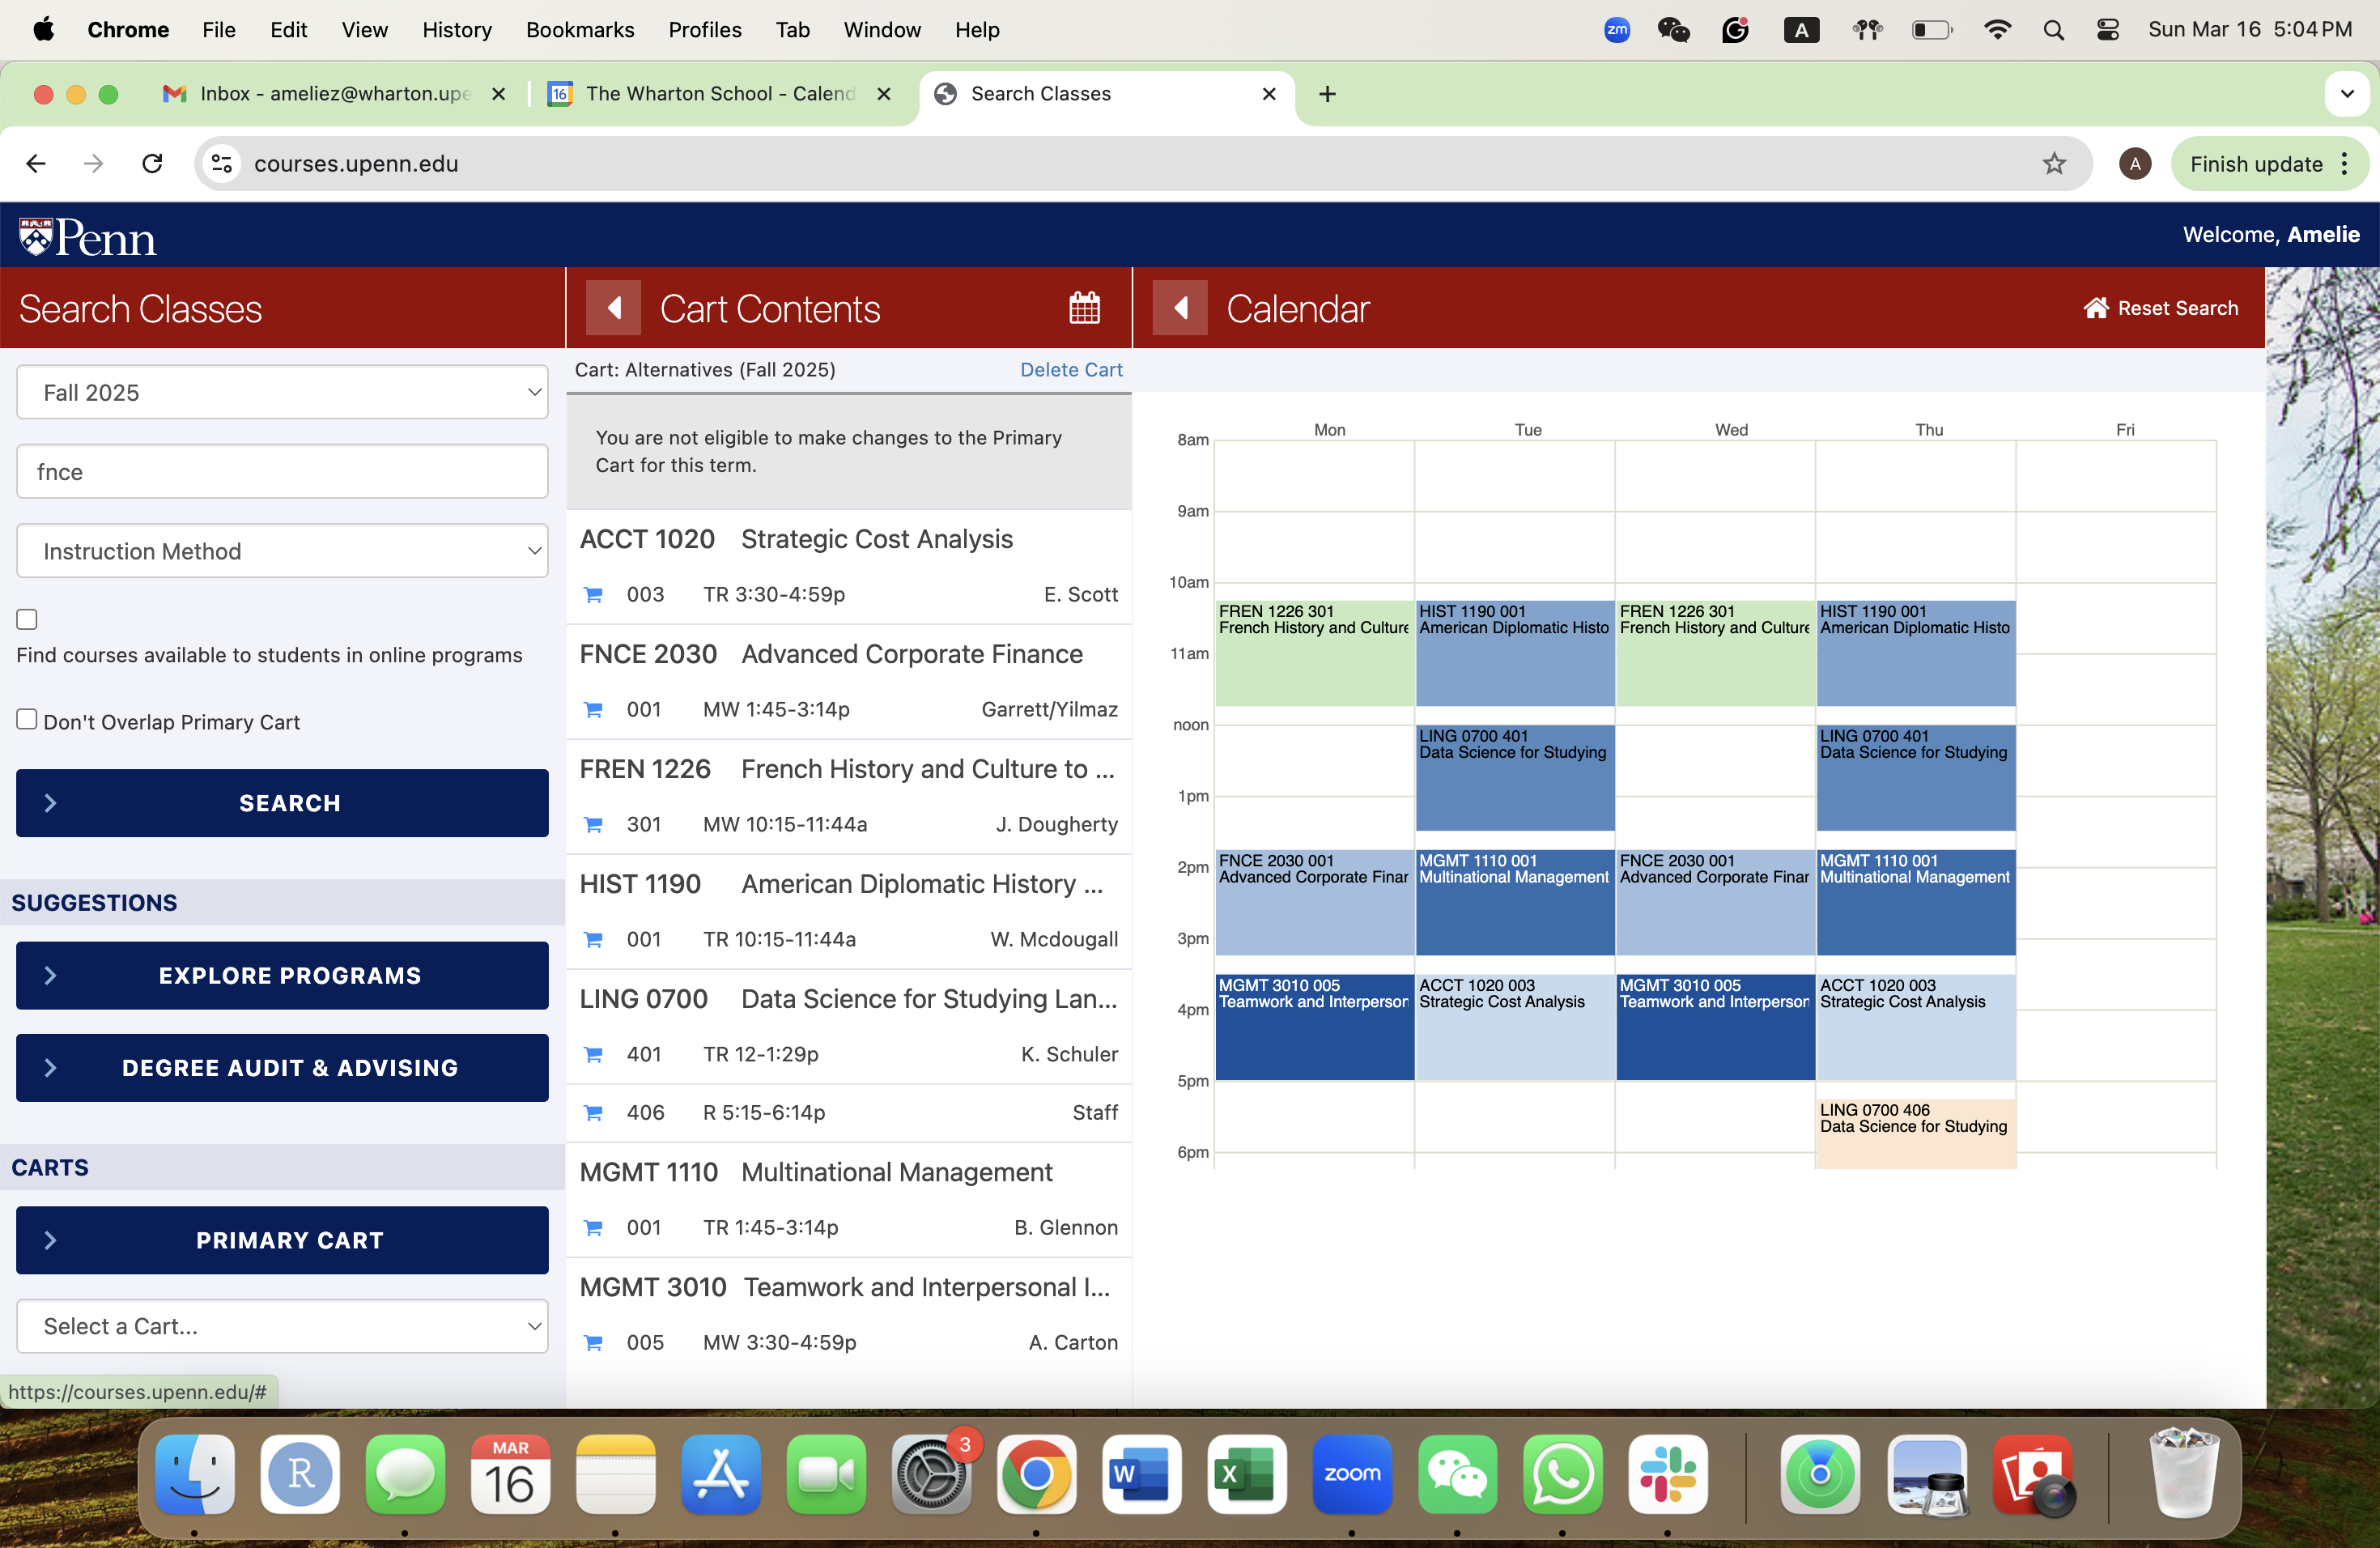 Chrome File Edit View History Bookmarks Profiles Tab Window Help
zm A Sun Mar 16 5:04 PM
Inbox - ameliez@wharton.upe
16 The Wharton School - Calend
Search Classes
courses.upenn.edu
A Finish update
Penn
Welcome, Amelie
Search Classes
Fall 2025
fnce
Instruction Method
Find courses available to students in online programs
Don't Overlap Primary Cart
SEARCH
SUGGESTIONS
EXPLORE PROGRAMS
DEGREE AUDIT & ADVISING
CARTS
PRIMARY CART
Select a Cart...
https://courses.upenn.edu/#
Cart Contents
Cart: Alternatives (Fall 2025) Delete Cart
You are not eligible to make changes to the Primary
Cart for this term.
ACCT 1020 Strategic Cost Analysis
003 TR 3:30-4:59p E. Scott
FNCE 2030 Advanced Corporate Finance
001 MW 1:45-3:14p Garrett/Yilmaz
FREN 1226 French History and Culture to ...
301 MW 10:15-11:44a J. Dougherty
HIST 1190 American Diplomatic History ...
001 TR 10:15-11:44a W. Mcdougall
LING 0700 Data Science for Studying Lan...
401 TR 12-1:29p K. Schuler
406 R 5:15-6:14p Staff
MGMT 1110 Multinational Management
001 TR 1:45-3:14p B. Glennon
MGMT 3010 Teamwork and Interpersonal I...
005 MW 3:30-4:59p A. Carton
Calendar
Reset Search
Mon Tue Wed Thu Fri
8am
9am
10am
FREN 1226 301 HIST 1190 001 FREN 1226 301 HIST 1190 001
French History and Culture American Diplomatic Histo French History and Culture American Diplomatic Histo
11am
noon
LING 0700 401 LING 0700 401
Data Science for Studying Data Science for Studying
1pm
FNCE 2030 001 MGMT 1110 001 FNCE 2030 001 MGMT 1110 001
2pm
Advanced Corporate Finar Multinational Management Advanced Corporate Finar Multinational Management
3pm
MGMT 3010 005 ACCT 1020 003 MGMT 3010 005 ACCT 1020 003
Teamwork and Interperson Strategic Cost Analysis Teamwork and Interperson Strategic Cost Analysis
4pm
5pm
LING 0700 406
Data Science for Studying
6pm
R
MAR
16
3
W
X
zoom